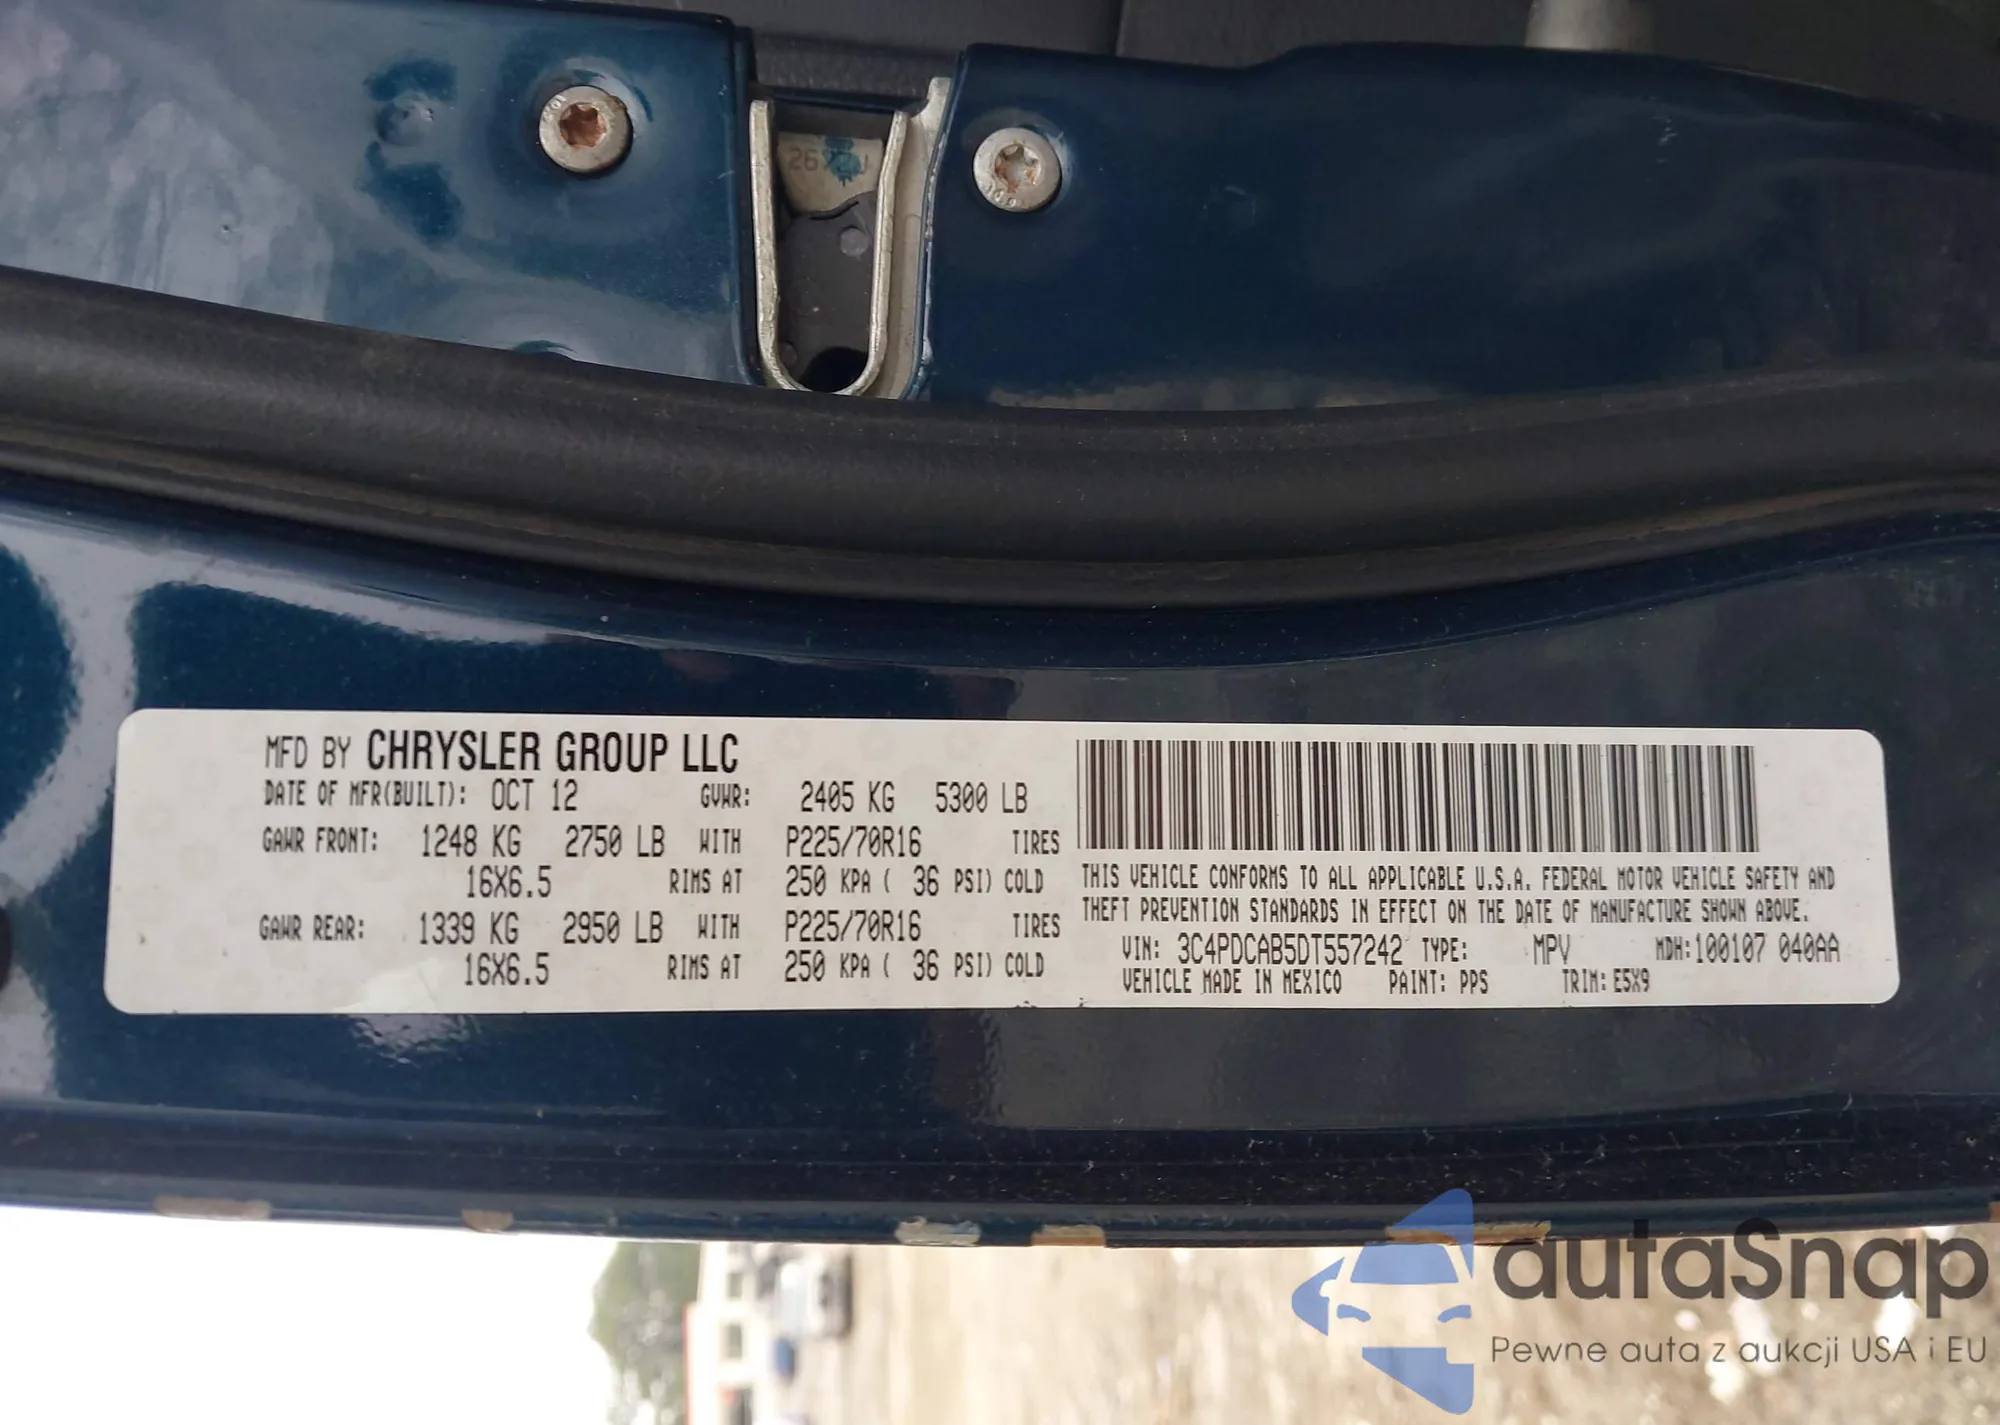 MFD BY CHRYSLER GROUP LLC
DATE OF MFR(BUILT): OCT 12 GVWR: 2405 KG 5300 LB
GAWR FRONT: 1248 KG 2750 LB WITH P225/70R16 TIRES
16X6.5 RIMS AT 250 KPA ( 36 PSI) COLD
GAWR REAR: 1339 KG 2950 LB WITH P225/70R16 TIRES
16X6.5 RIMS AT 250 KPA ( 36 PSI) COLD
THIS VEHICLE CONFORMS TO ALL APPLICABLE U.S.A. FEDERAL MOTOR VEHICLE SAFETY AND
THEFT PREVENTION STANDARDS IN EFFECT ON THE DATE OF MANUFACTURE SHOWN ABOVE.
VIN: 3C4PDCAB5DT557242 TYPE: MPV MDH:100107 040AA
VEHICLE MADE IN MEXICO PAINT: PPS TRIM: E5X9
autaSnap
Pewne auta z aukcji USA i EU